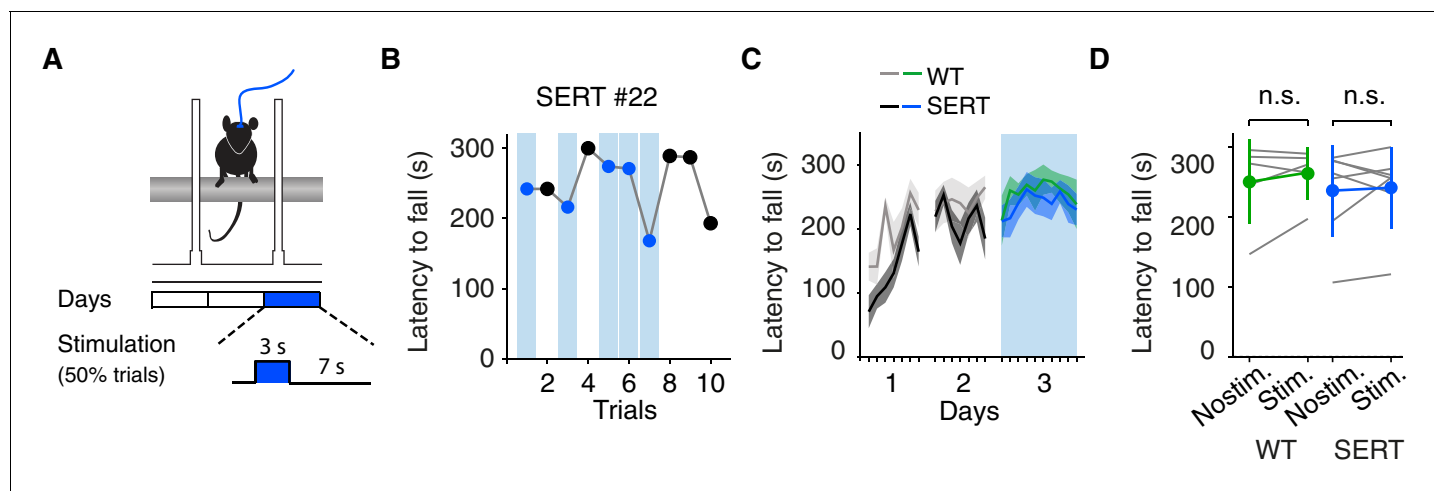 A
Days
Stimulation
(50% trials)
3 s
7 s
B
SERT #22
Latency to fall (s)
300
200
100
0
2 4 6 8 10
Trials
C
WT
SERT
Latency to fall (s)
300
200
100
0
1 2 3
Days
D
n.s. n.s.
Latency to fall (s)
300
200
100
0
Nostim. Stim. Nostim. Stim.
WT SERT